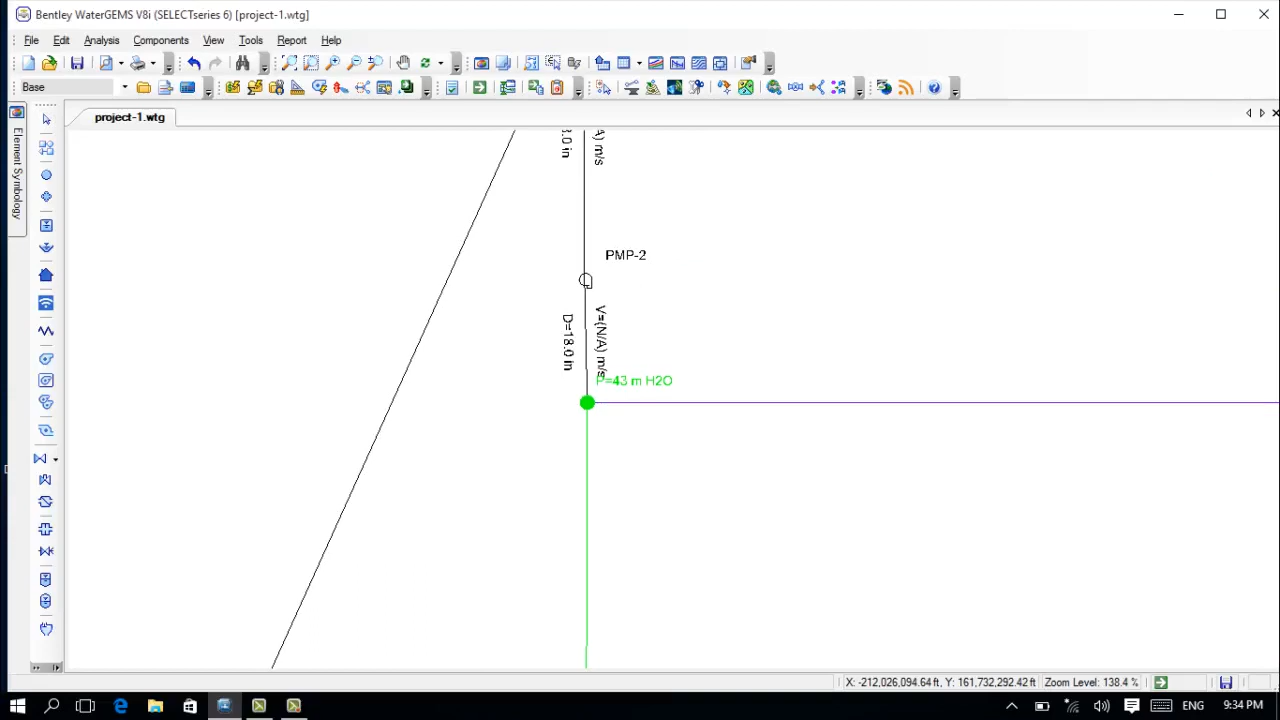 Bentley WaterGEMS V8i (SELECTseries 6) [project-1.wtg]
File Edit Analysis Components View Tools Report Help
Base
project-1.wtg
Element Symbology
A) m/s
PMP-2
D=18.0 in
V=(N/A) m/s
P=43 m H2O
X: -212,026,094.64 ft, Y: 161,732,292.42 ft Zoom Level: 138.4 %
ENG 9:34 PM